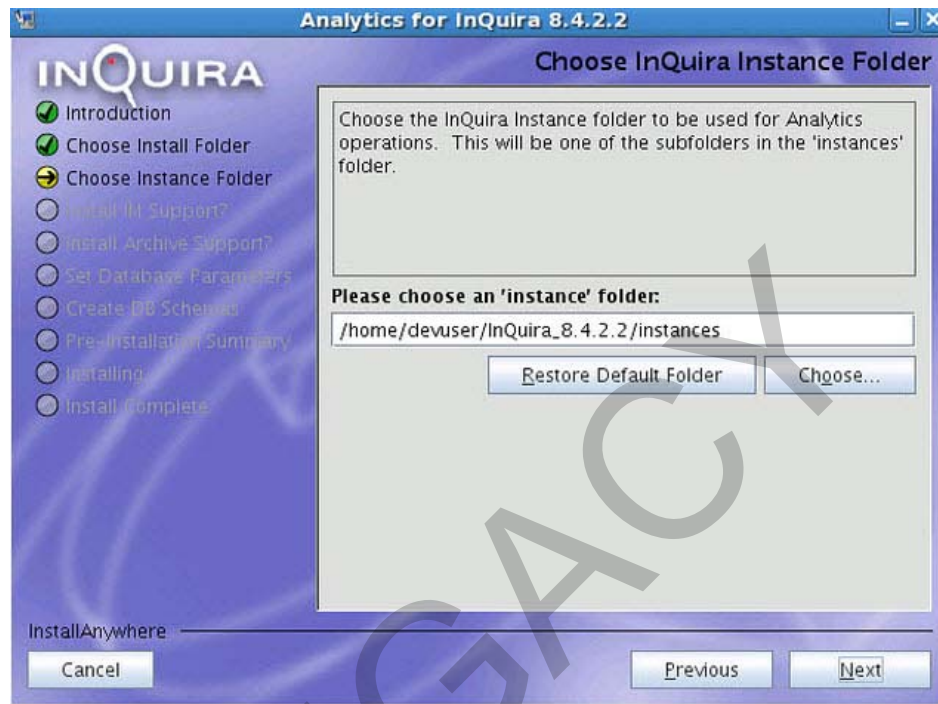 Analytics for InQuira 8.4.2.2
INQUIRA
Choose InQuira Instance Folder
Introduction
Choose Install Folder
Choose Instance Folder
Install IM Support?
Install Archive Support?
Set Database Parameters
Create DB Schemas
Pre-Installation Summary
Installing...
Install Complete
Choose the InQuira Instance folder to be used for Analytics
operations. This will be one of the subfolders in the 'instances'
folder.
Please choose an 'instance' folder:
/home/devuser/InQuira_8.4.2.2/instances
Restore Default Folder
Choose...
InstallAnywhere
Cancel
Previous
Next
GACY